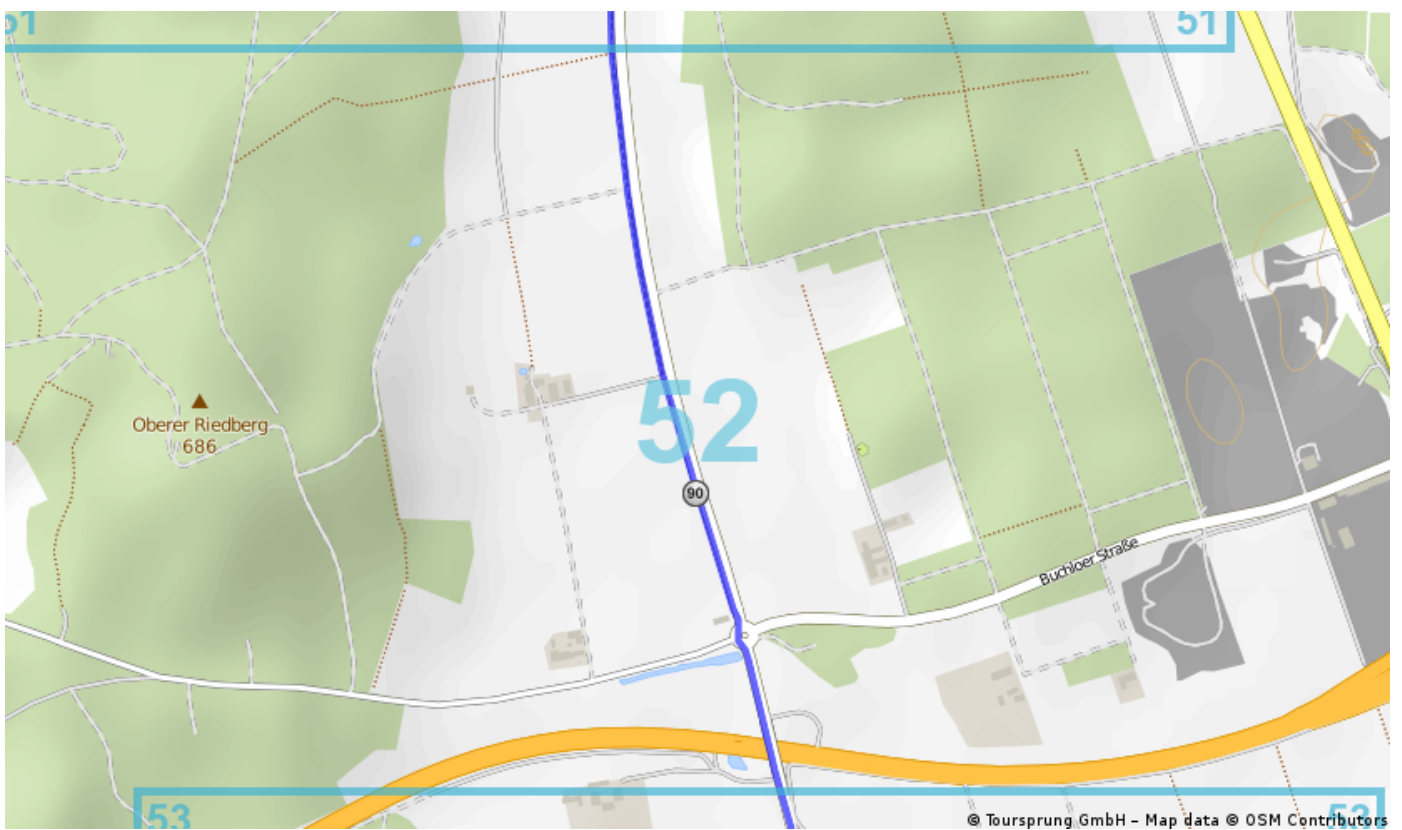 51
51
52
Oberer Riedberg
686
90
Buchloer Straße
53
53
© Toursprung GmbH – Map data © OSM Contributors